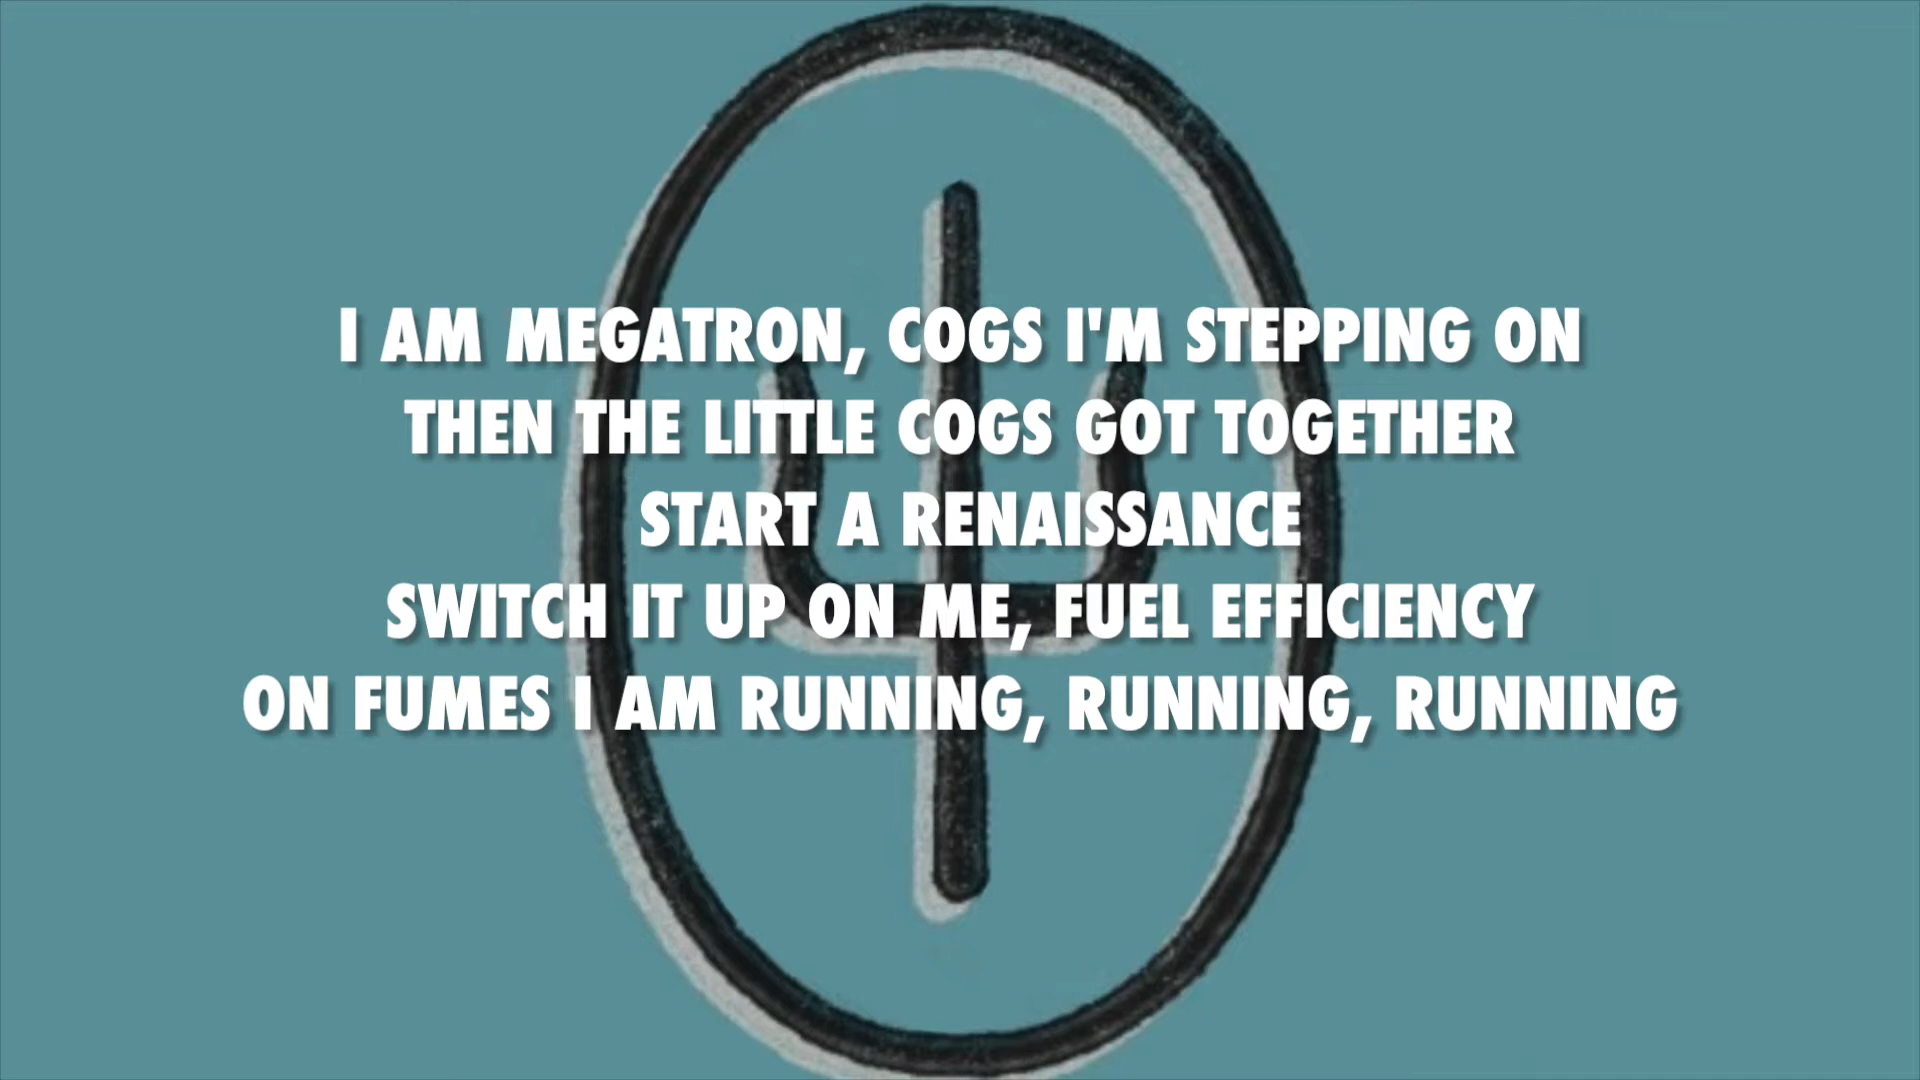 I AM MEGATRON, COGS I'M STEPPING ON
THEN THE LITTLE COGS GOT TOGETHER
START A RENAISSANCE
SWITCH IT UP ON ME, FUEL EFFICIENCY
ON FUMES I AM RUNNING, RUNNING, RUNNING